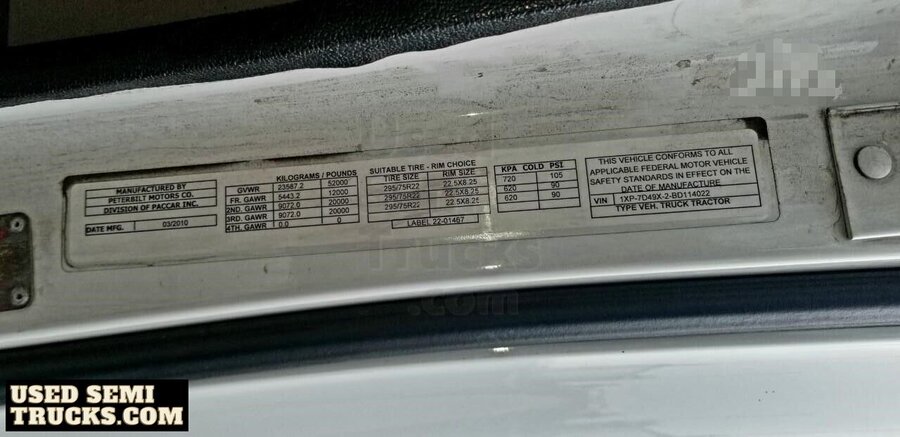 MANUFACTURED BY
PETERBILT MOTORS CO.
DIVISION OF PACCAR INC.
DATE MFG. 03/2010
KILOGRAMS / POUNDS
GVWR 23587.2 52000
FR. GAWR 5443.2 12000
2ND. GAWR 9072.0 20000
3RD. GAWR 9072.0 20000
4TH. GAWR 0.0 0
SUITABLE TIRE - RIM CHOICE
TIRE SIZE RIM SIZE
295/75R22 22.5X8.25
295/75R22 22.5X8.25
295/75R22 22.5X8.25
LABEL 22-01467
KPA COLD PSI
720 105
620 90
620 90
THIS VEHICLE CONFORMS TO ALL
APPLICABLE FEDERAL MOTOR VEHICLE
SAFETY STANDARDS IN EFFECT ON THE
DATE OF MANUFACTURE
VIN 1XP-7D49X-2-BD114022
TYPE VEH. TRUCK TRACTOR
Trucks
.com
USED SEMI
TRUCKS.COM